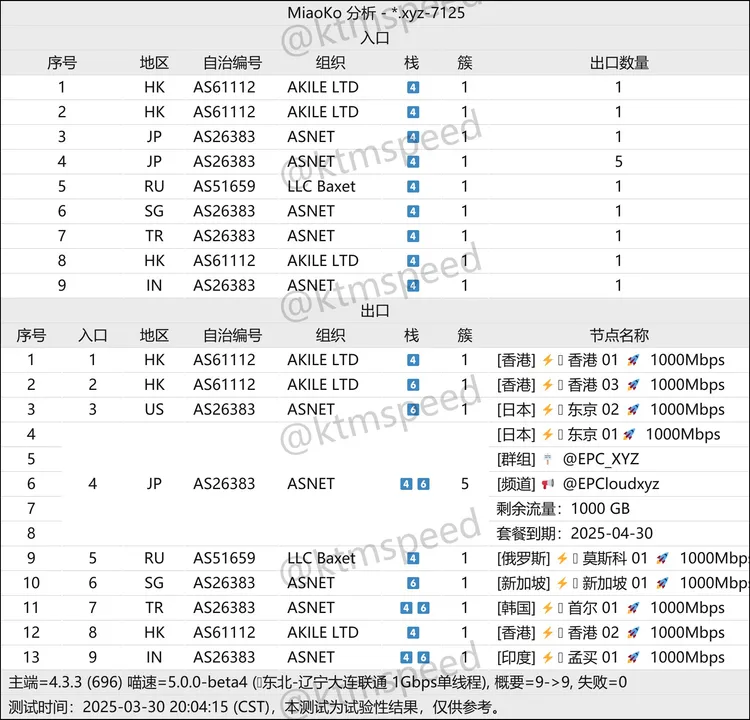 MiaoKo 分析 - *.xyz-7125
入口
序号 地区 自治编号 组织 栈 簇 出口数量
1 HK AS61112 AKILE LTD 4 1 1
2 HK AS61112 AKILE LTD 4 1 1
3 JP AS26383 ASNET 4 1 1
4 JP AS26383 ASNET 4 1 5
5 RU AS51659 LLC Baxet 4 1 1
6 SG AS26383 ASNET 4 1 1
7 TR AS26383 ASNET 4 1 1
8 HK AS61112 AKILE LTD 4 1 1
9 IN AS26383 ASNET 4 1 1
出口
序号 入口 地区 自治编号 组织 栈 簇 节点名称
1 1 HK AS61112 AKILE LTD 4 1 [香港] ⚡ 香港 01 🚀 1000Mbps
2 2 HK AS61112 AKILE LTD 6 1 [香港] ⚡ 香港 03 🚀 1000Mbps
3 3 US AS26383 ASNET 6 1 [日本] ⚡ 东京 02 🚀 1000Mbps
4 [日本] ⚡ 东京 01 🚀 1000Mbps
5 [群组] @EPC_XYZ
6 4 JP AS26383 ASNET 4 6 5 [频道] 📢 @EPCloudxyz
7 剩余流量：1000 GB
8 套餐到期：2025-04-30
9 5 RU AS51659 LLC Baxet 4 1 [俄罗斯] ⚡ 莫斯科 01 🚀 1000Mbps
10 6 SG AS26383 ASNET 6 1 [新加坡] ⚡ 新加坡 01 🚀 1000Mbps
11 7 TR AS26383 ASNET 4 6 1 [韩国] ⚡ 首尔 01 🚀 1000Mbps
12 8 HK AS61112 AKILE LTD 4 1 [香港] ⚡ 香港 02 🚀 1000Mbps
13 9 IN AS26383 ASNET 4 6 1 [印度] ⚡ 孟买 01 🚀 1000Mbps
主端=4.3.3 (696) 喵速=5.0.0-beta4 (东北-辽宁大连联通 1Gbps单线程), 概要=9->9, 失败=0
测试时间：2025-03-30 20:04:15 (CST)，本测试为试验性结果，仅供参考。
@ktmspeed
@ktmspeed
@ktmspeed
@ktmspeed
@ktmspeed
@ktmspeed